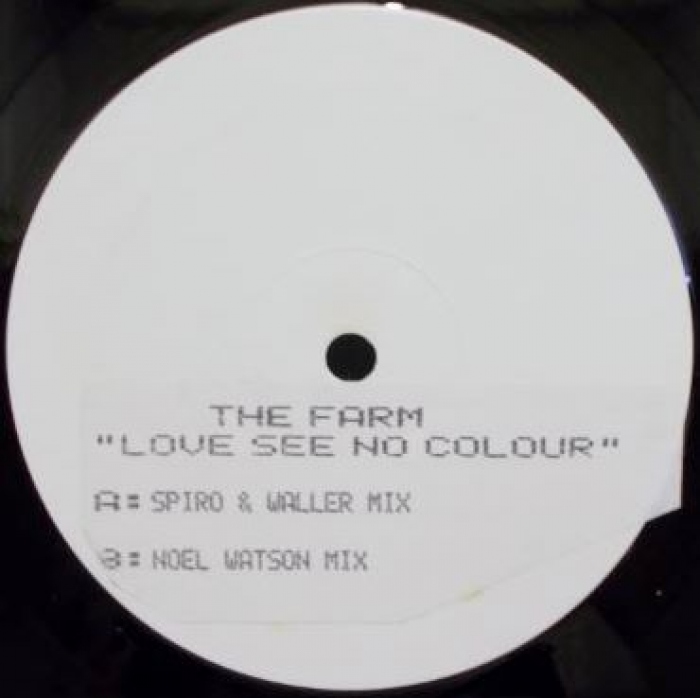 THE FARM
"LOVE SEE NO COLOUR"
A: SPIRO & WALLER MIX
B: NOEL WATSON MIX